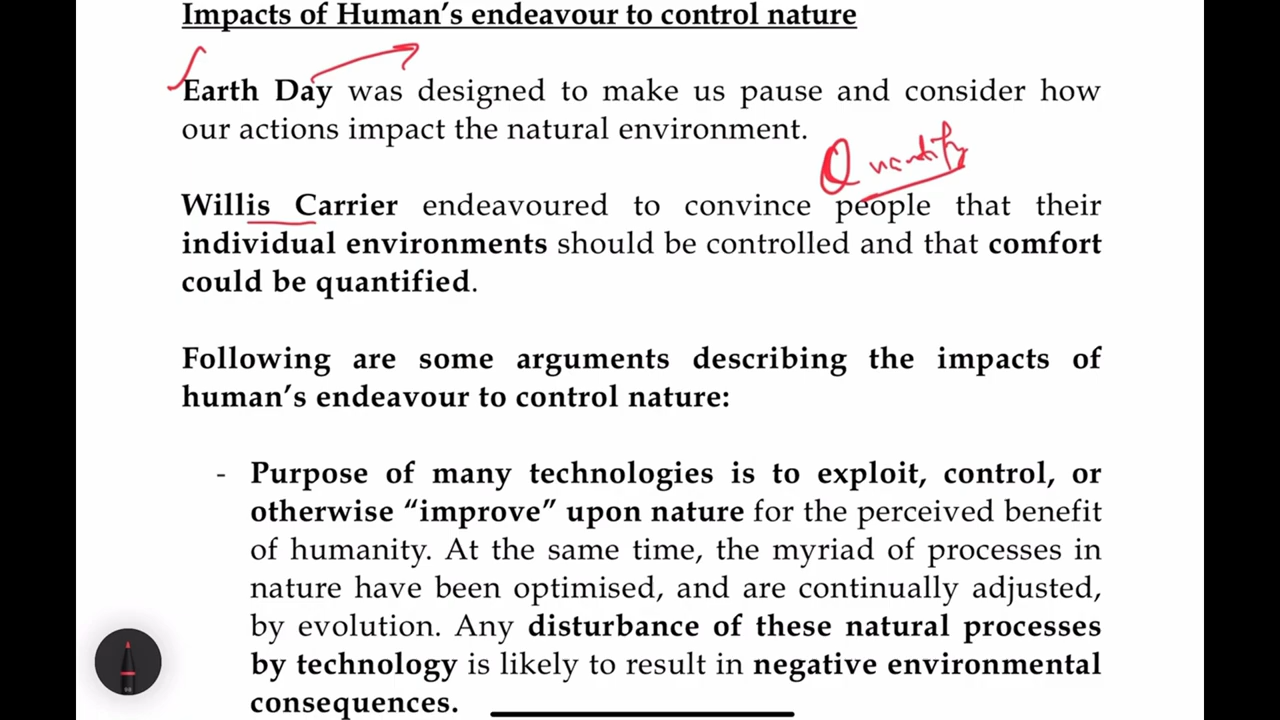 Impacts of Human's endeavour to control nature
Earth Day was designed to make us pause and consider how
our actions impact the natural environment.
Quantify
Willis Carrier endeavoured to convince people that their
individual environments should be controlled and that comfort
could be quantified.
Following are some arguments describing the impacts of
human's endeavour to control nature:
- Purpose of many technologies is to exploit, control, or
otherwise “improve” upon nature for the perceived benefit
of humanity. At the same time, the myriad of processes in
nature have been optimised, and are continually adjusted,
by evolution. Any disturbance of these natural processes
by technology is likely to result in negative environmental
consequences.